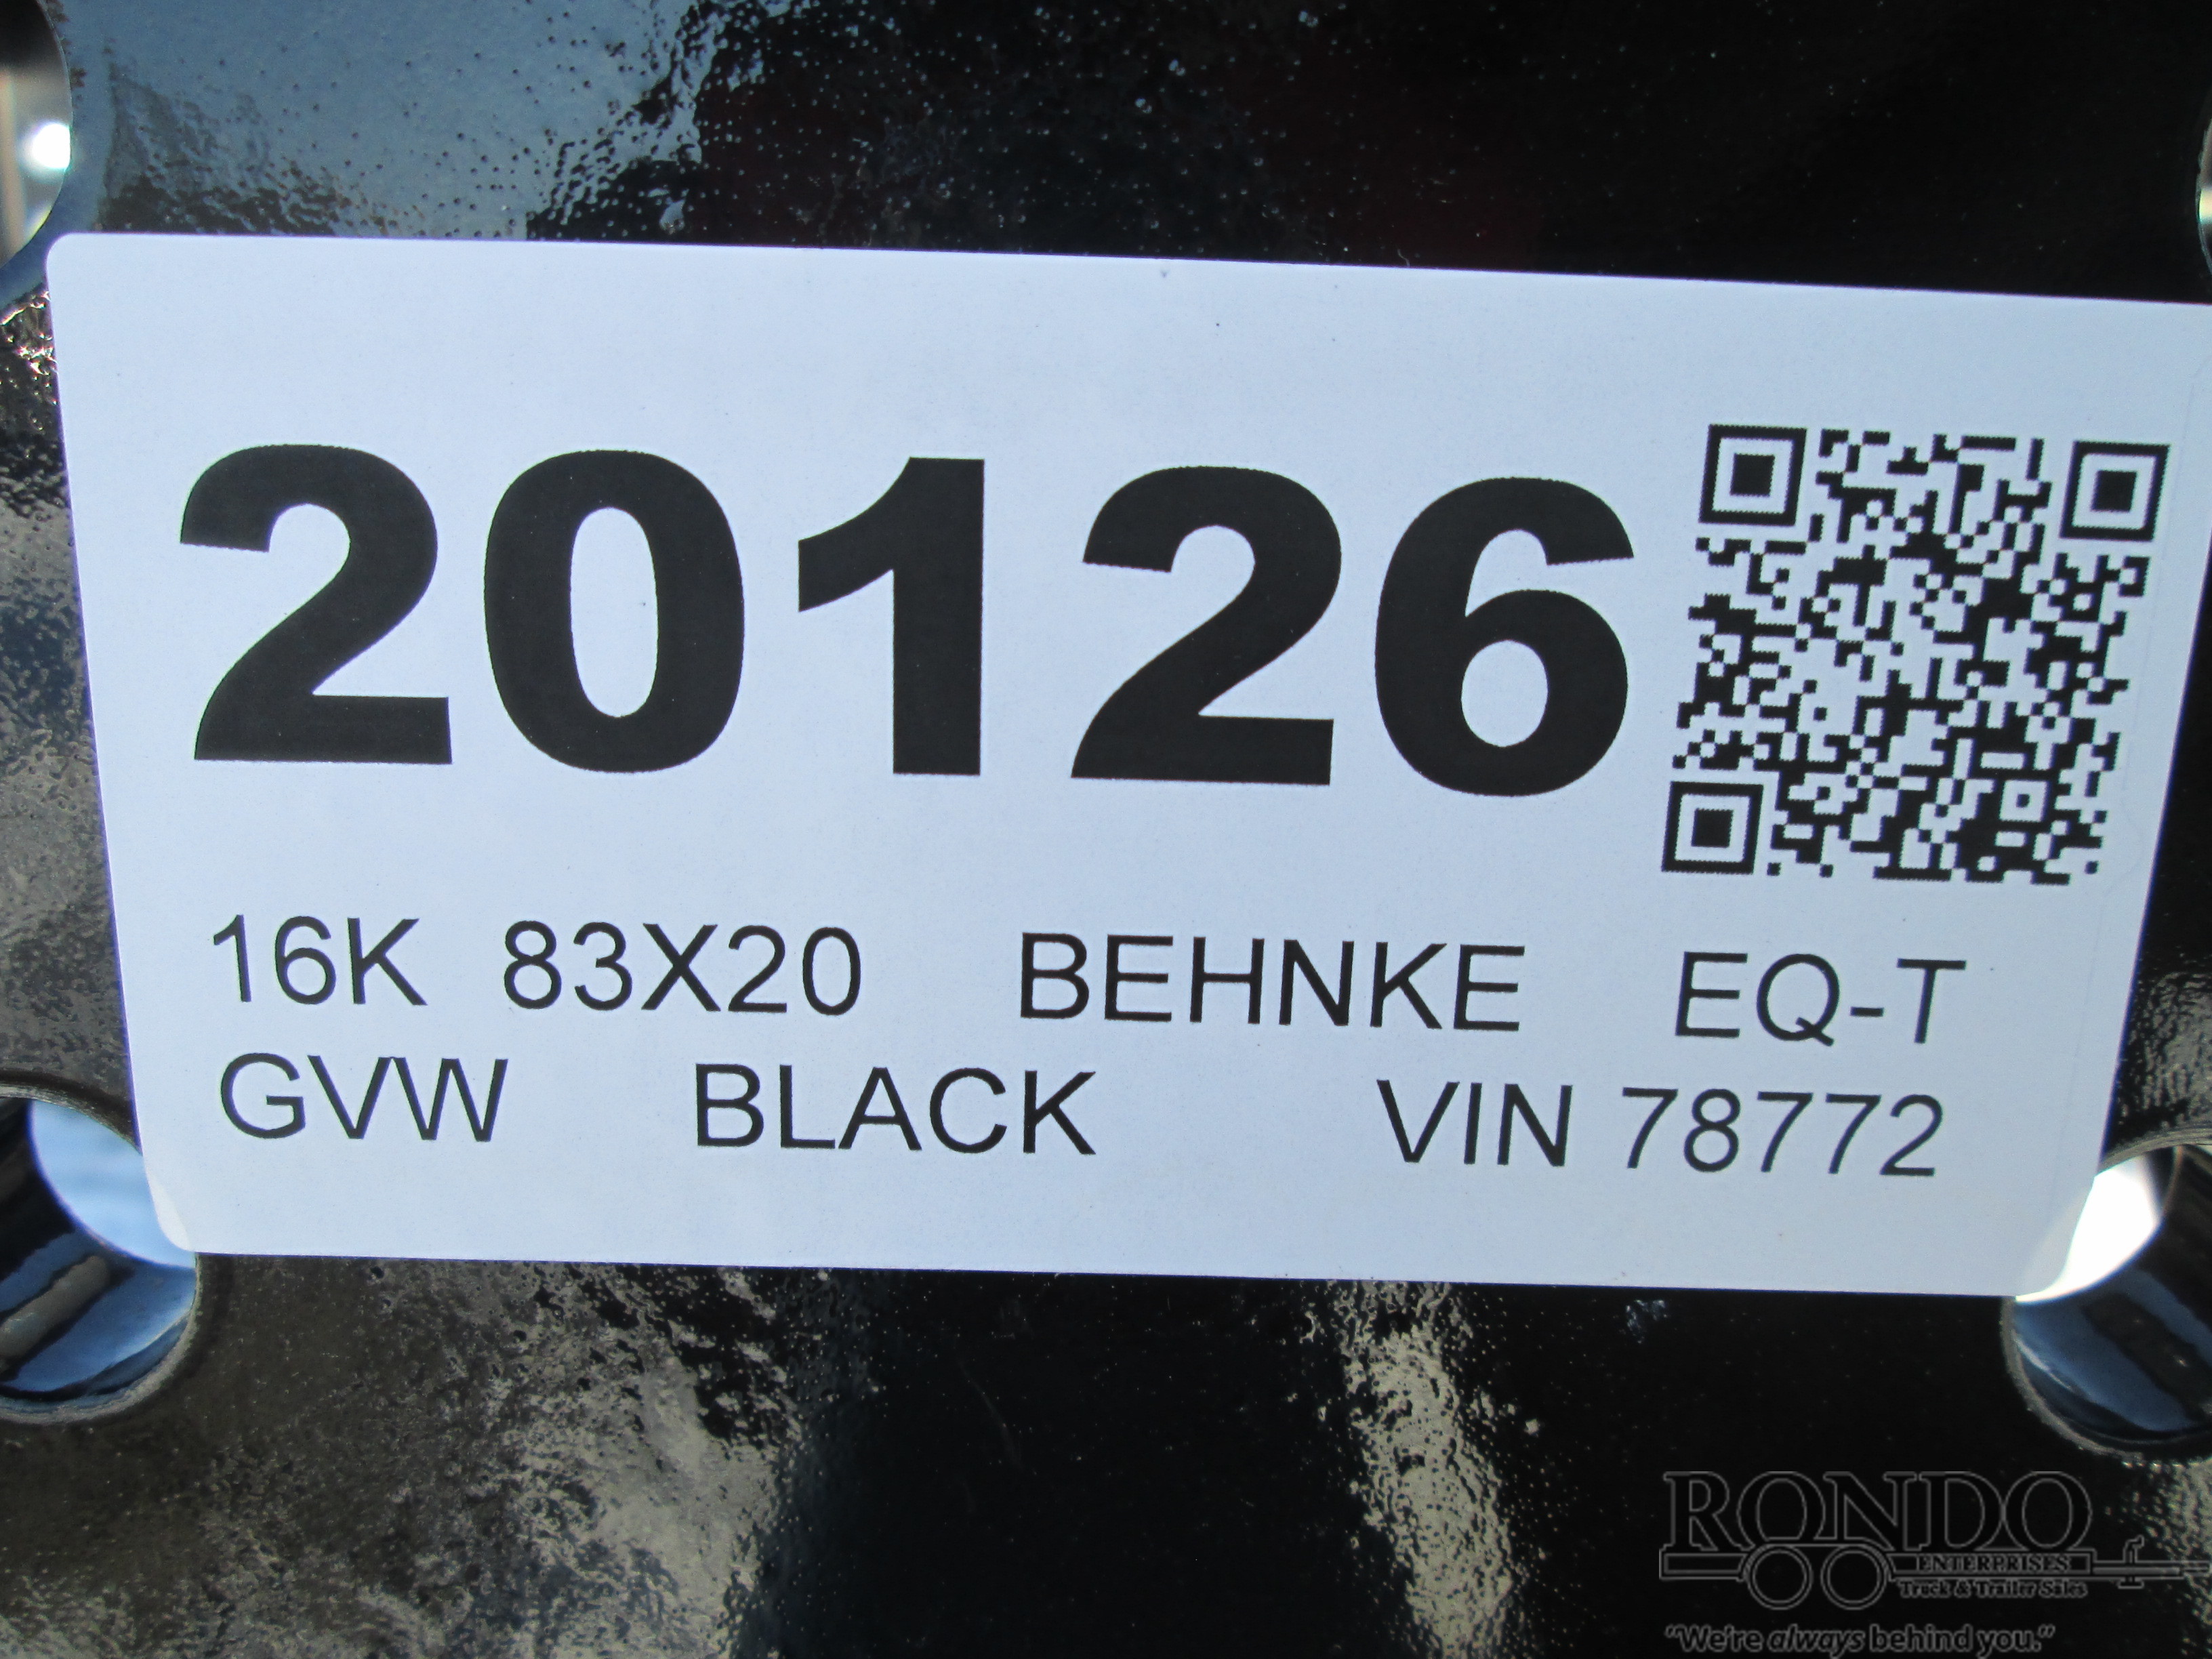 20126
16K 83X20 BEHNKE EQ-T
GVW BLACK VIN 78772
RONDO
ENTERPRISES
Truck & Trailer Sales
"We're always behind you."